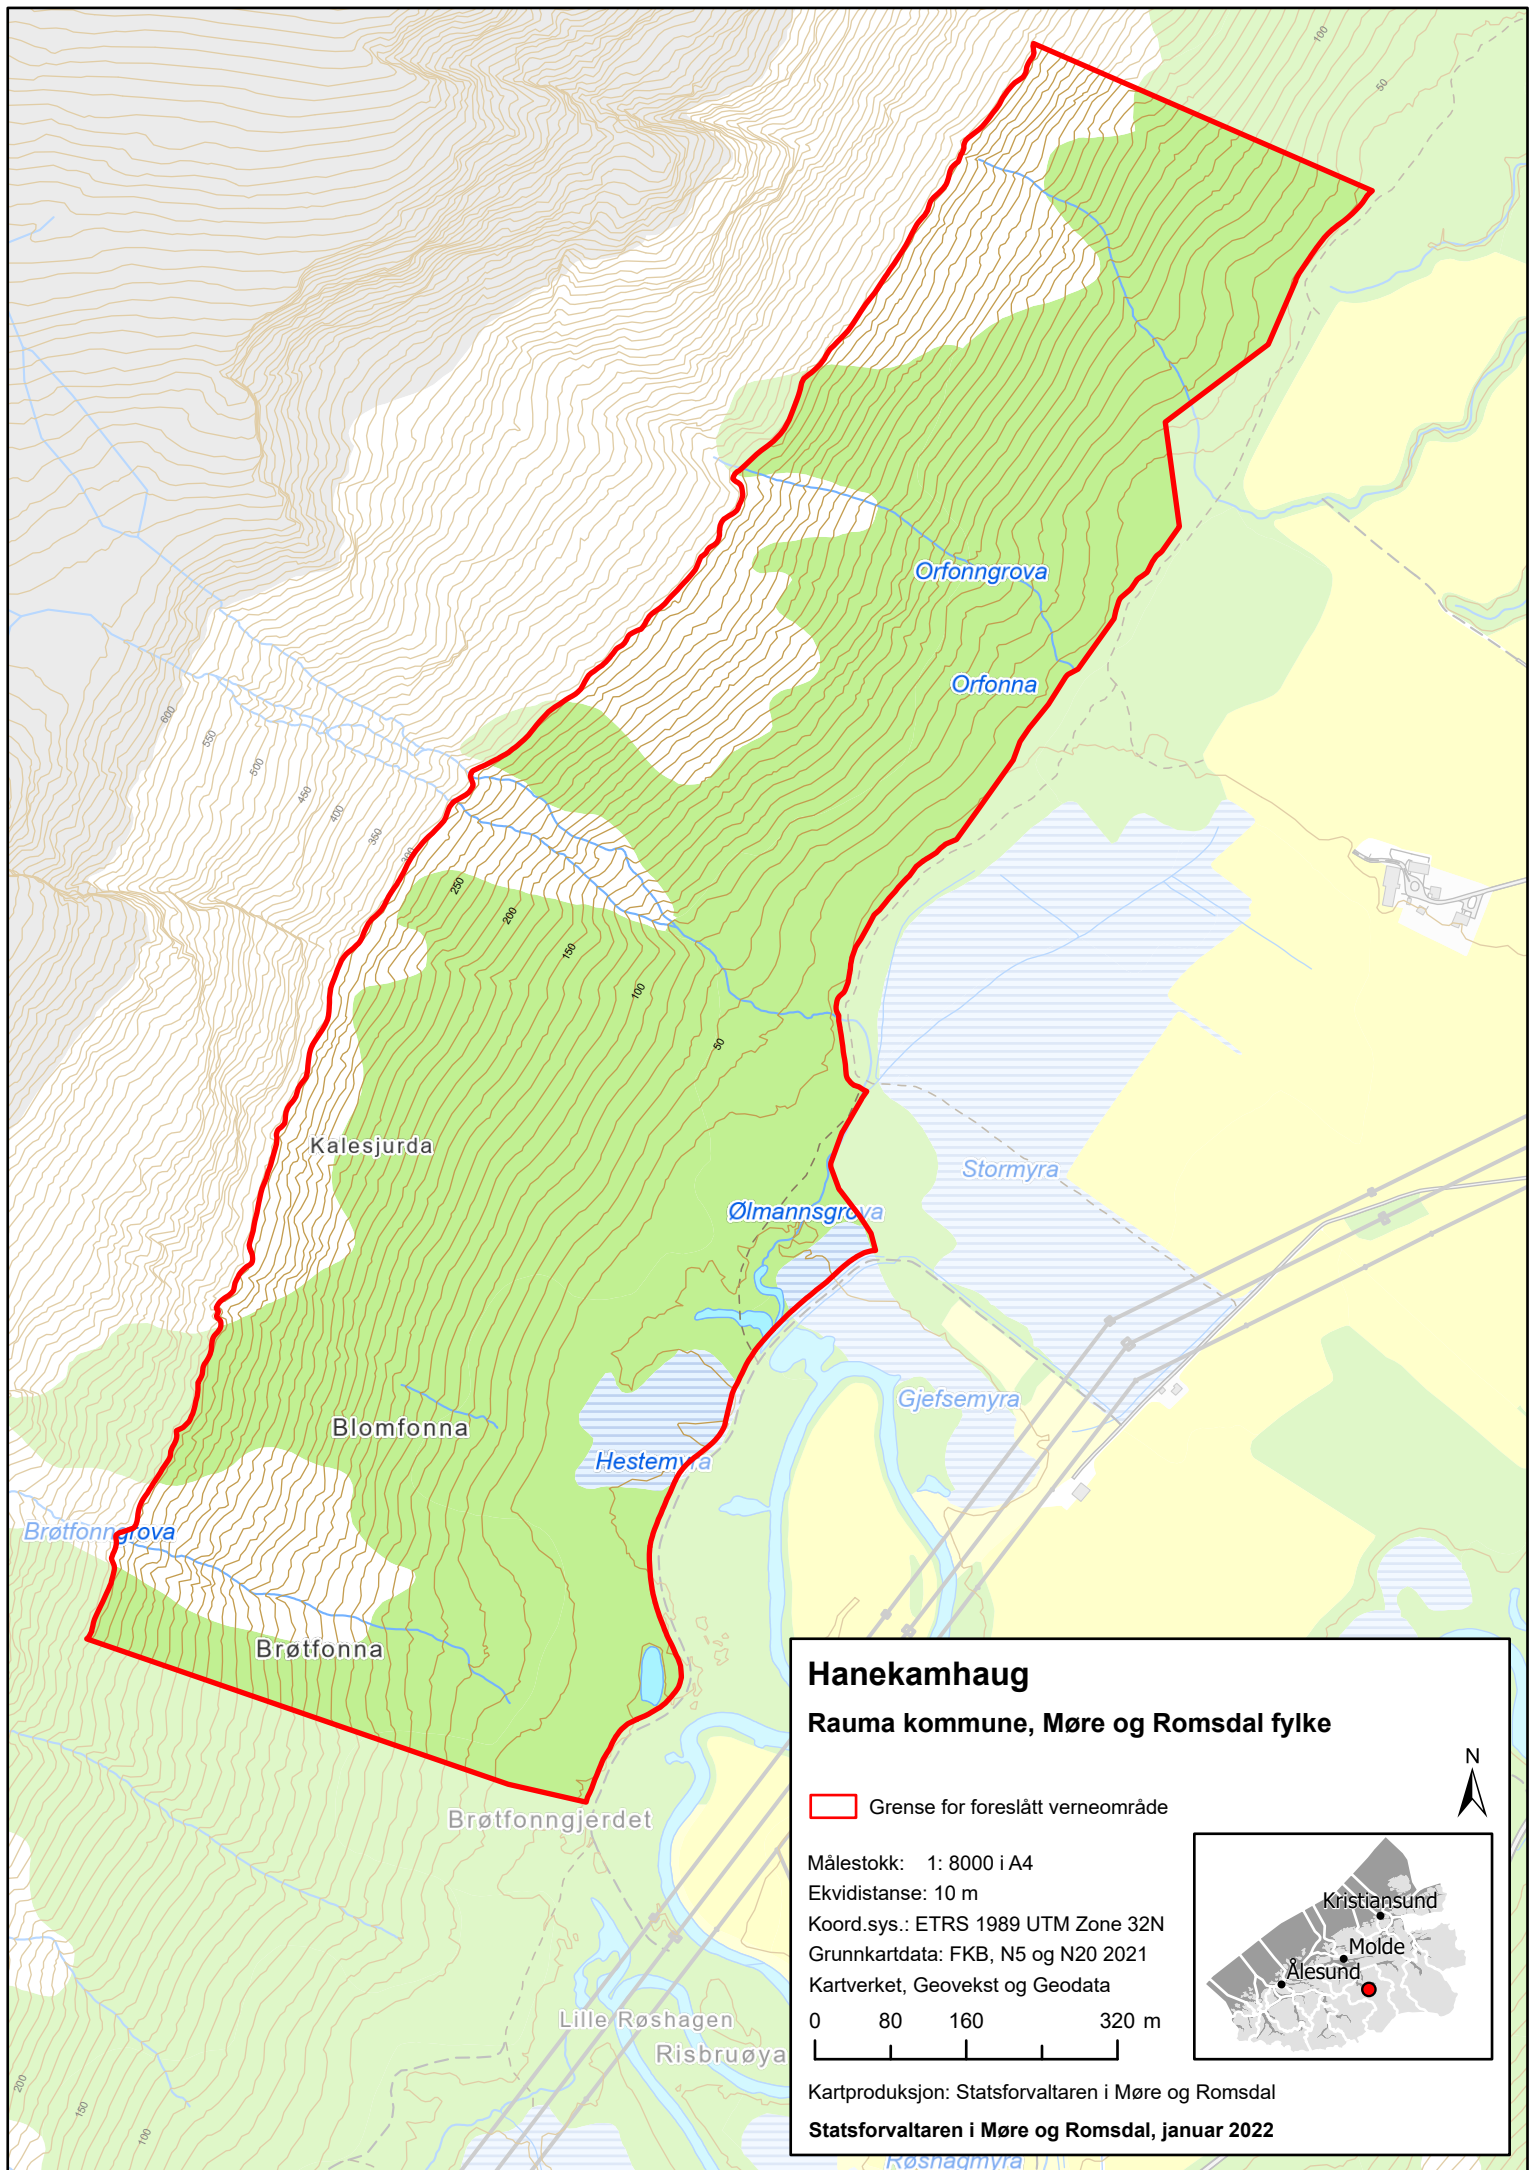 100
50
Orfonngrova
Orfonna
600
550
500
450
400
350
300
250
200
150
100
50
Kalesjurda
Stormyra
Ølmannsgrova
Gjefsemyra
Blomfonna
Hestemyra
Brøtfonngrova
Brøtfonna
Brøtfonngjerdet
Lille Røshagen
Risbruøya
Røshagmyra
200
150
100
Hanekamhaug
Rauma kommune, Møre og Romsdal fylke
N
Grense for foreslått verneområde
Målestokk: 1: 8000 i A4
Ekvidistanse: 10 m
Koord.sys.: ETRS 1989 UTM Zone 32N
Grunnkartdata: FKB, N5 og N20 2021
Kartverket, Geovekst og Geodata
0 80 160 320 m
Kristiansund
Molde
Ålesund
Kartproduksjon: Statsforvaltaren i Møre og Romsdal
Statsforvaltaren i Møre og Romsdal, januar 2022